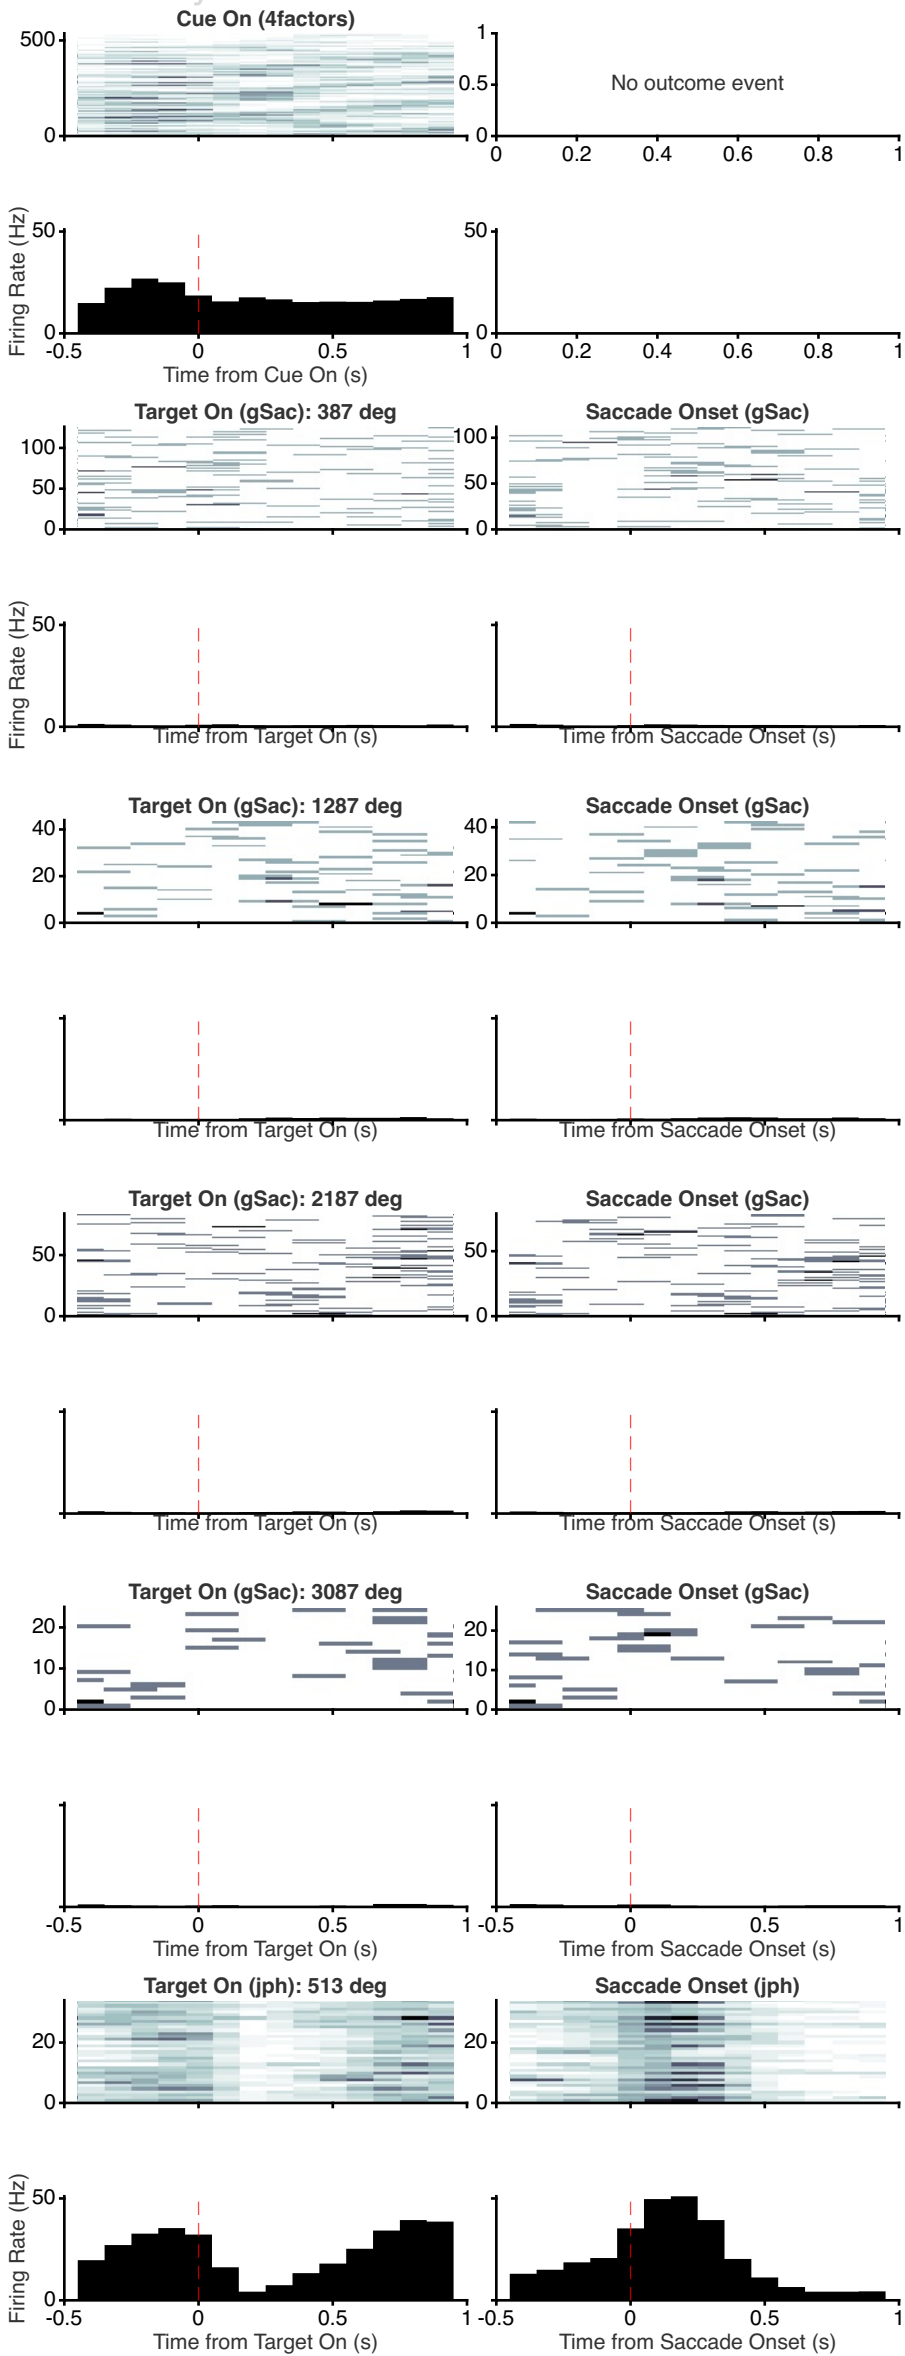 Cue On (4factors)
500
0
1
0.5
0
No outcome event
0 0.2 0.4 0.6 0.8 1
Firing Rate (Hz)
50
0
-0.5 0 0.5 1
Time from Cue On (s)
50
0
0 0.2 0.4 0.6 0.8 1
Target On (gSac): 387 deg
100
50
0
Saccade Onset (gSac)
100
50
0
Firing Rate (Hz)
50
0
Time from Target On (s)
Time from Saccade Onset (s)
Target On (gSac): 1287 deg
40
20
0
Saccade Onset (gSac)
40
20
0
Time from Target On (s)
Time from Saccade Onset (s)
Target On (gSac): 2187 deg
50
0
Saccade Onset (gSac)
50
0
Time from Target On (s)
Time from Saccade Onset (s)
Target On (gSac): 3087 deg
20
10
0
Saccade Onset (gSac)
20
10
0
-0.5 0 0.5 1
Time from Target On (s)
-0.5 0 0.5 1
Time from Saccade Onset (s)
Target On (jph): 513 deg
20
0
Saccade Onset (jph)
20
0
Firing Rate (Hz)
50
0
-0.5 0 0.5 1
Time from Target On (s)
-0.5 0 0.5 1
Time from Saccade Onset (s)